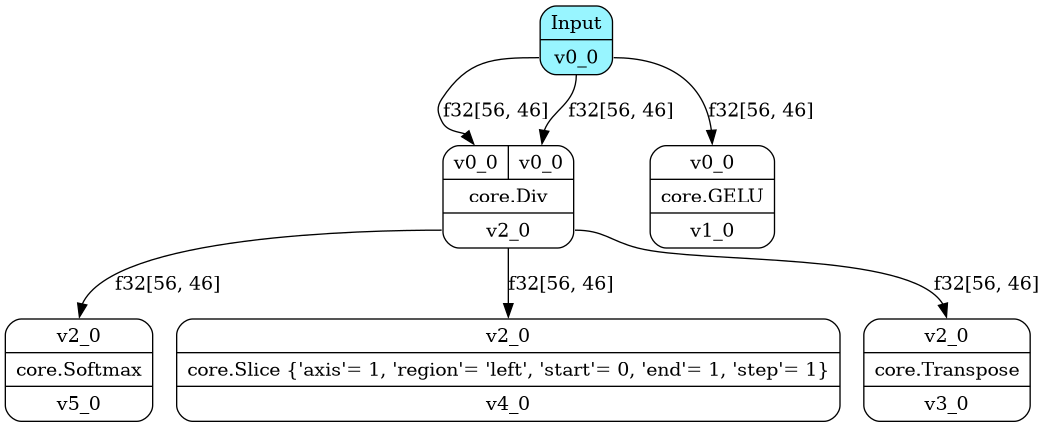 Input
v0_0
f32[56, 46]
f32[56, 46]
f32[56, 46]
v0_0
v0_0
core.Div
v2_0
v0_0
core.GELU
v1_0
f32[56, 46]
f32[56, 46]
f32[56, 46]
v2_0
core.Softmax
v5_0
v2_0
core.Slice {'axis'= 1, 'region'= 'left', 'start'= 0, 'end'= 1, 'step'= 1}
v4_0
v2_0
core.Transpose
v3_0